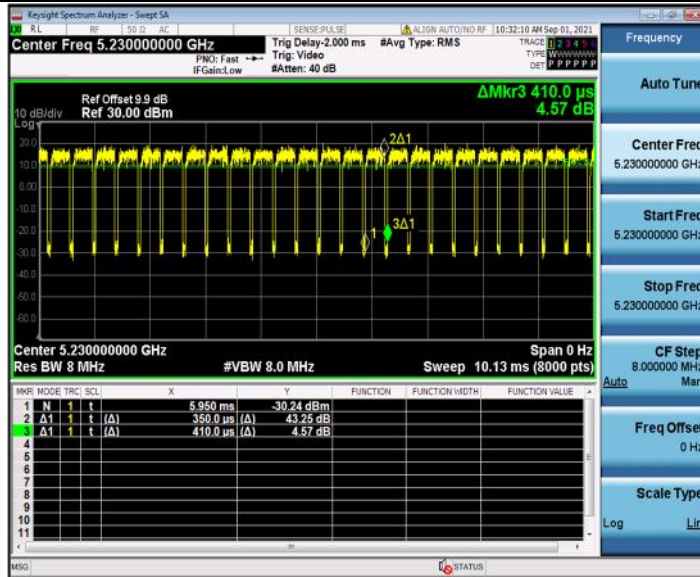 Keysight Spectrum Analyzer - Swept SA
RL RF 50 Ω AC SENSE:PULSE ALIGN AUTO/NO RF 10:32:10 AM Sep 01, 2021
Center Freq 5.230000000 GHz
PNO: Fast
IFGain:Low
Trig Delay-2.000 ms
Trig: Video
#Atten: 40 dB
#Avg Type: RMS
TRACE 1 2 3 4 5 6
TYPE
DET P P P P P P
Ref Offset 9.9 dB
10 dB/div Ref 30.00 dBm
Log
ΔMkr3 410.0 µs
4.57 dB
20.0
10.0
0.00
-10.0
-20.0
-30.0
-40.0
-50.0
-60.0
2Δ1
1
3Δ1
Center 5.230000000 GHz
Span 0 Hz
Res BW 8 MHz #VBW 8.0 MHz Sweep 10.13 ms (8000 pts)
MKR MODE TRC SCL X Y FUNCTION FUNCTION WIDTH FUNCTION VALUE
1 N 1 t 5.950 ms -30.24 dBm
2 Δ1 1 t (Δ) 350.0 µs (Δ) 43.25 dB
3 Δ1 1 t (Δ) 410.0 µs (Δ) 4.57 dB
4
5
6
7
8
9
10
11
MSG STATUS
Frequency
Auto Tune
Center Freq
5.230000000 GHz
Start Freq
5.230000000 GHz
Stop Freq
5.230000000 GHz
CF Step
8.000000 MHz
Auto Man
Freq Offset
0 Hz
Scale Type
Log Lin